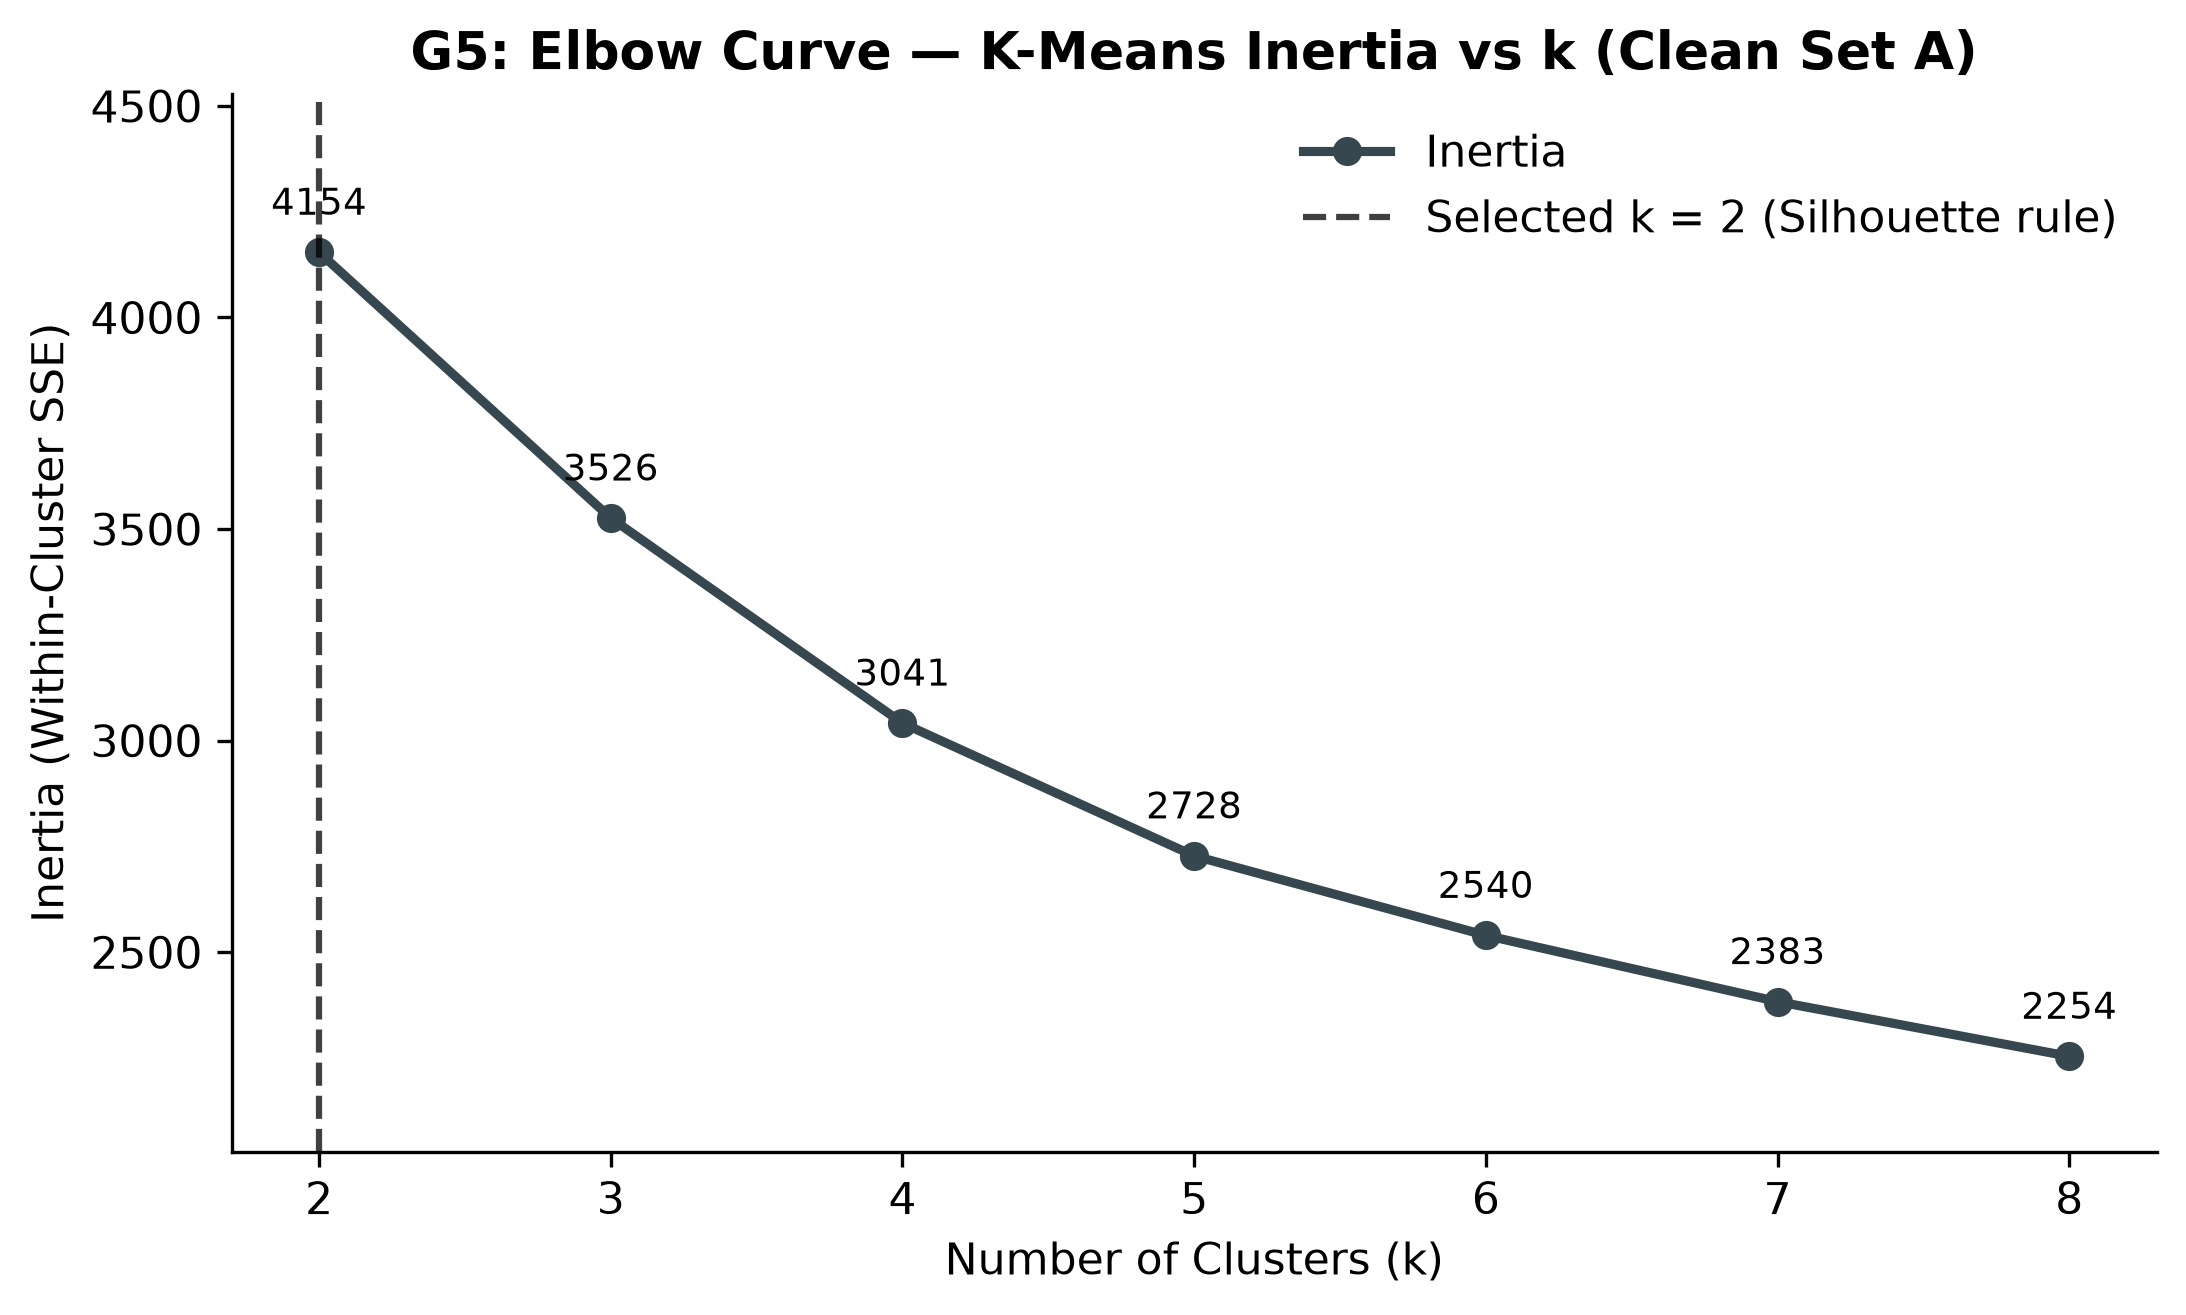 G5: Elbow Curve — K-Means Inertia vs k (Clean Set A)
Inertia
Selected k = 2 (Silhouette rule)
Inertia (Within-Cluster SSE)
4500
4000
3500
3000
2500
4154
3526
3041
2728
2540
2383
2254
2 3 4 5 6 7 8
Number of Clusters (k)